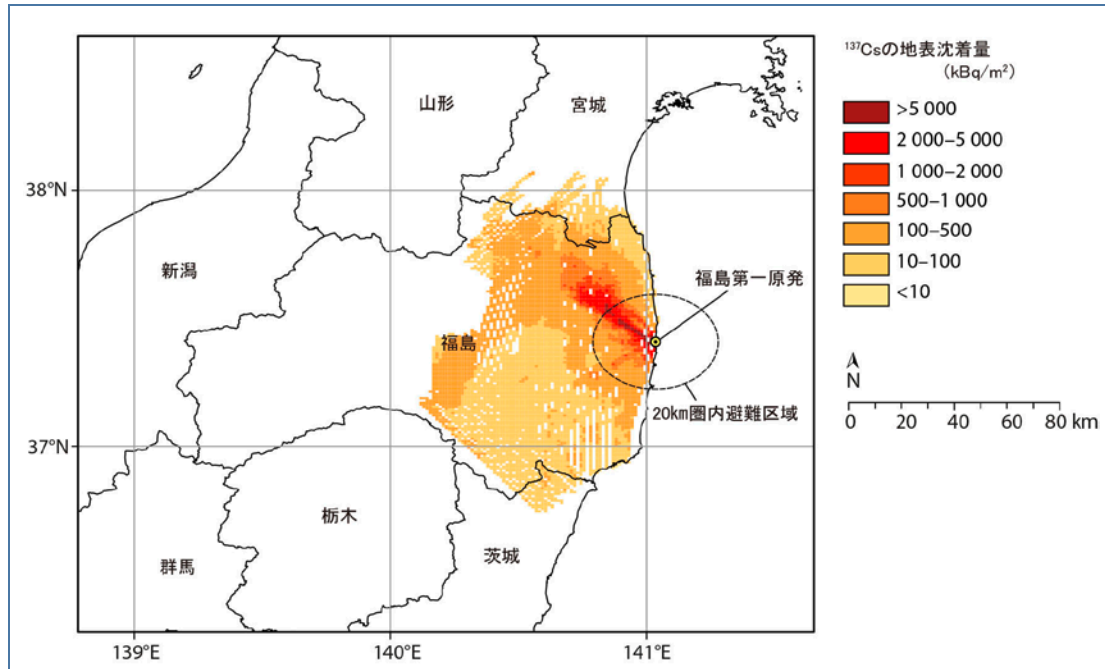 山形
宮城
38°N
新潟
福島第一原発
福島
20km圏内避難区域
37°N
栃木
群馬
茨城
139°E
140°E
141°E
¹³⁷Csの地表沈着量
(kBq/m²)
>5 000
2 000–5 000
1 000–2 000
500–1 000
100–500
10–100
<10
N
0 20 40 60 80 km